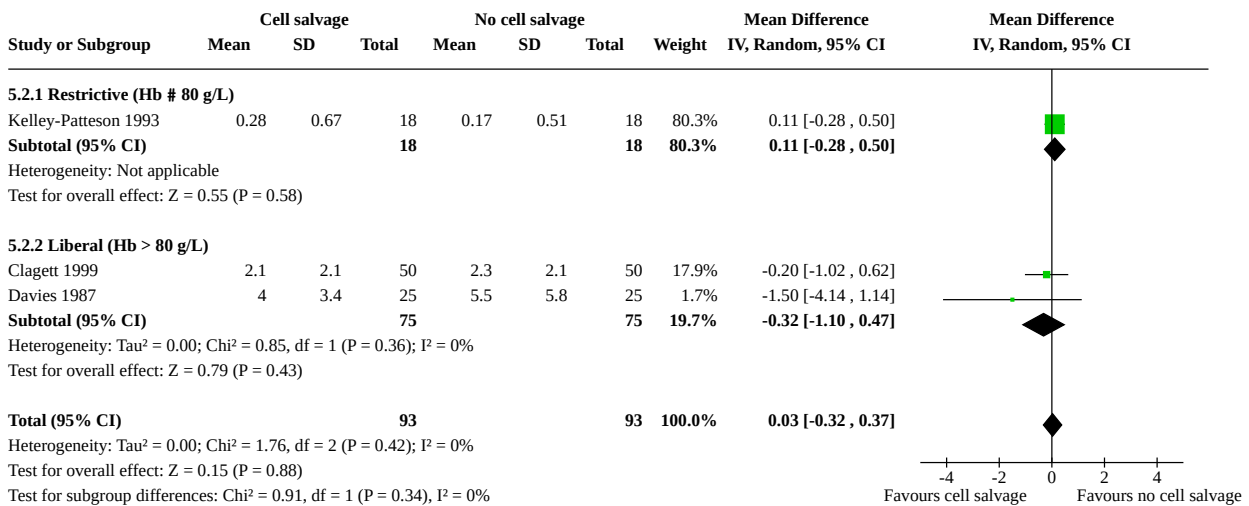 Cell salvage No cell salvage Mean Difference Mean Difference
Study or Subgroup Mean SD Total Mean SD Total Weight IV, Random, 95% CI IV, Random, 95% CI
5.2.1 Restrictive (Hb # 80 g/L)
Kelley-Patteson 1993 0.28 0.67 18 0.17 0.51 18 80.3% 0.11 [-0.28 , 0.50]
Subtotal (95% CI) 18 18 80.3% 0.11 [-0.28 , 0.50]
Heterogeneity: Not applicable
Test for overall effect: Z = 0.55 (P = 0.58)
5.2.2 Liberal (Hb > 80 g/L)
Clagett 1999 2.1 2.1 50 2.3 2.1 50 17.9% -0.20 [-1.02 , 0.62]
Davies 1987 4 3.4 25 5.5 5.8 25 1.7% -1.50 [-4.14 , 1.14]
Subtotal (95% CI) 75 75 19.7% -0.32 [-1.10 , 0.47]
Heterogeneity: Tau² = 0.00; Chi² = 0.85, df = 1 (P = 0.36); I² = 0%
Test for overall effect: Z = 0.79 (P = 0.43)
Total (95% CI) 93 93 100.0% 0.03 [-0.32 , 0.37]
Heterogeneity: Tau² = 0.00; Chi² = 1.76, df = 2 (P = 0.42); I² = 0%
Test for overall effect: Z = 0.15 (P = 0.88)
-4 -2 0 2 4
Test for subgroup differences: Chi² = 0.91, df = 1 (P = 0.34), I² = 0%
Favours cell salvage Favours no cell salvage